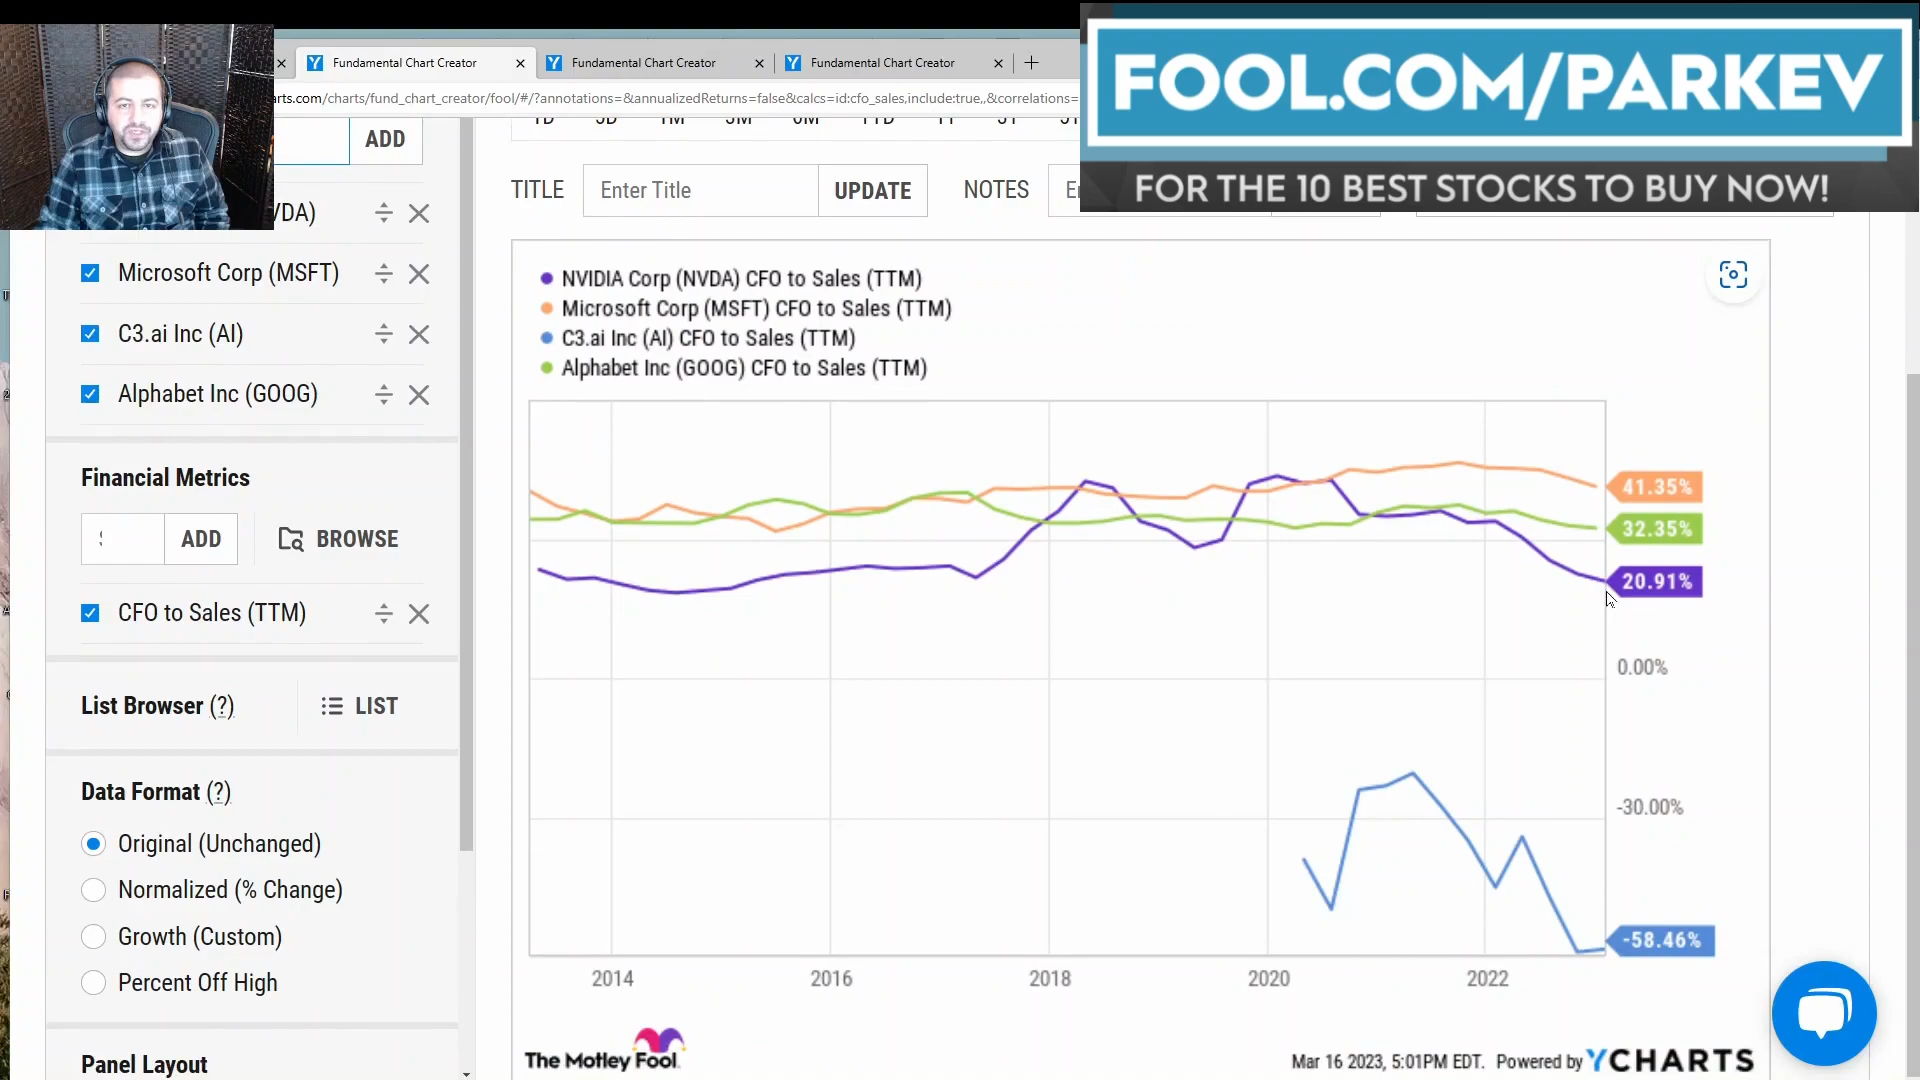 FOOL.COM/PARKEV
FOR THE 10 BEST STOCKS TO BUY NOW!
Fundamental Chart Creator
Fundamental Chart Creator
Fundamental Chart Creator
arts.com/charts/fund_chart_creator/fool/#/?annotations=&annualizedReturns=false&calcs=id:cfo_sales,include:true,,&correlations=
ADD
TITLE
Enter Title
UPDATE
NOTES
VDA)
Microsoft Corp (MSFT)
C3.ai Inc (AI)
Alphabet Inc (GOOG)
Financial Metrics
ADD
BROWSE
CFO to Sales (TTM)
List Browser (?)
LIST
Data Format (?)
Original (Unchanged)
Normalized (% Change)
Growth (Custom)
Percent Off High
Panel Layout
NVIDIA Corp (NVDA) CFO to Sales (TTM)
Microsoft Corp (MSFT) CFO to Sales (TTM)
C3.ai Inc (AI) CFO to Sales (TTM)
Alphabet Inc (GOOG) CFO to Sales (TTM)
41.35%
32.35%
20.91%
0.00%
-30.00%
-58.46%
2014
2016
2018
2020
2022
The Motley Fool.
Mar 16 2023, 5:01PM EDT. Powered by YCHARTS